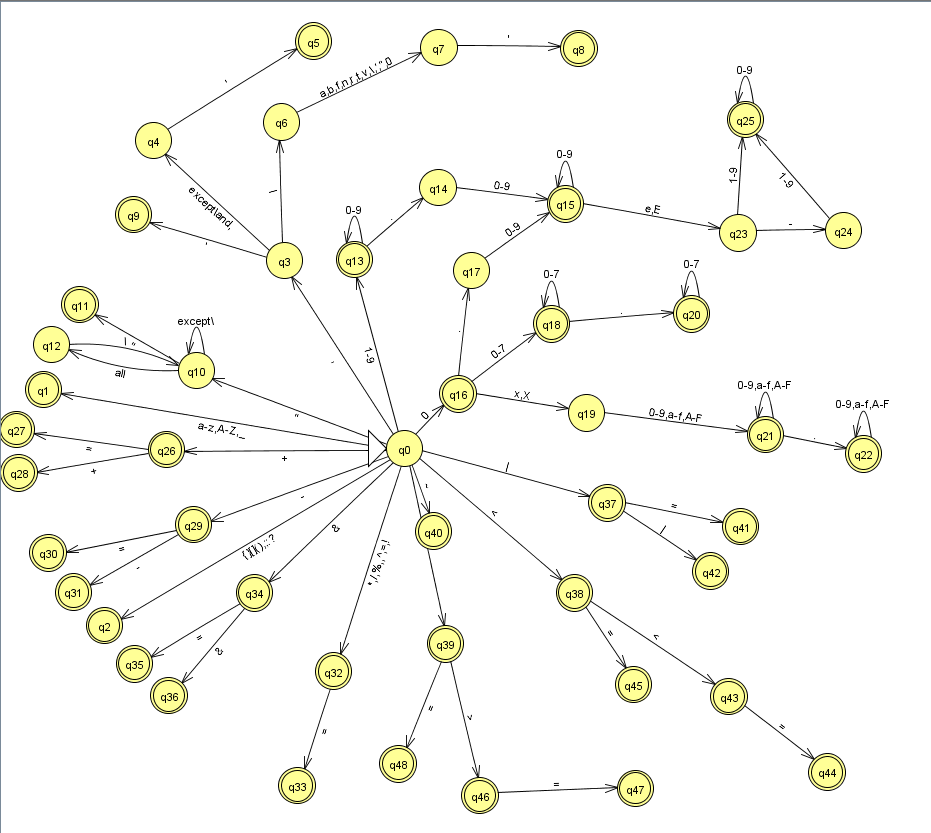 q5
'
q7
'
q8
a,b,f,n,r,t,v,\,',",0
q4
q6
0-9
q25
except\and,
\
q9
'
q3
0-9
q13
.
q14
0-9
0-9
q15
e,E
1-9
1-9
q23
-
q24
0-9
q17
.
0-7
q18
.
0-7
q20
q11
q12
\
"
all
except\
q10
"
'
1-9
q1
a-z,A-Z,_
0
q16
0-7
x,X
q19
0-9,a-f,A-F
0-9,a-f,A-F
q21
.
0-9,a-f,A-F
q22
q27
=
q28
+
q26
+
q0
q29
-
q30
=
q31
-
q2
&
q34
q35
=
q36
&
q40
|
q37
=
q41
|
q42
<
q38
=
q45
<
q43
=
q44
q32
=
q33
q39
=
q48
q46
=
q47